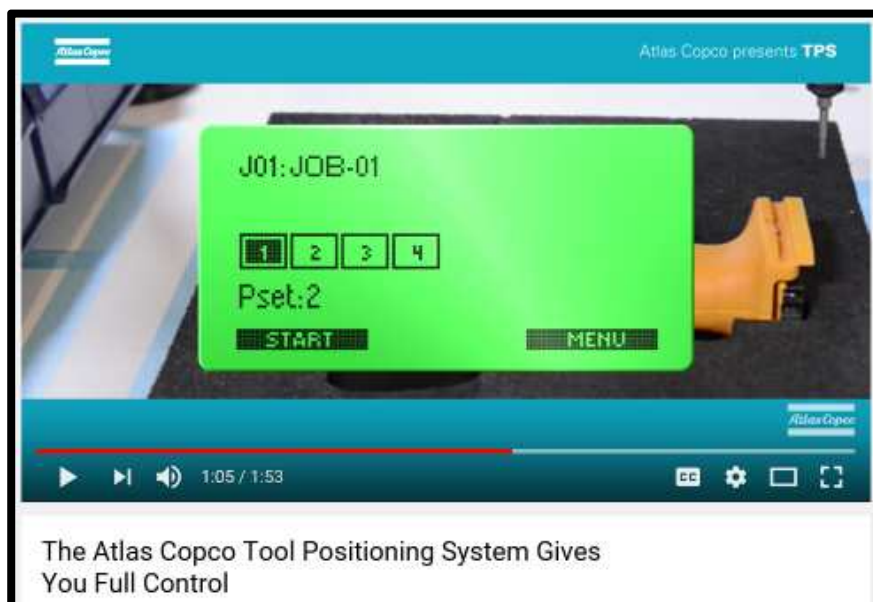 Atlas Copco
Atlas Copco presents TPS
J01:JOB-01
1 2 3 4
Pset:2
START MENU
Atlas Copco
1:05 / 1:53
CC
The Atlas Copco Tool Positioning System Gives
You Full Control